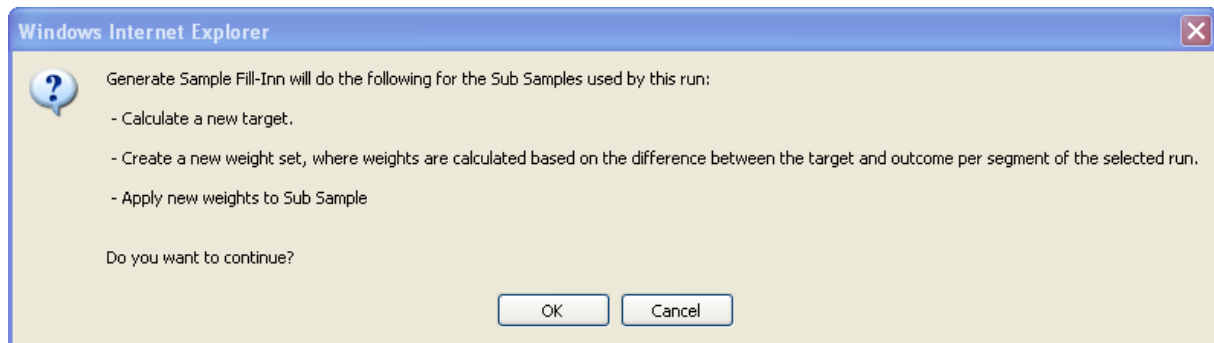 Windows Internet Explorer
Generate Sample Fill-Inn will do the following for the Sub Samples used by this run:
- Calculate a new target.
- Create a new weight set, where weights are calculated based on the difference between the target and outcome per segment of the selected run.
- Apply new weights to Sub Sample
Do you want to continue?
OK Cancel